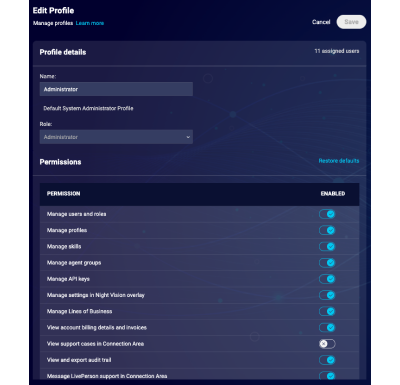 Edit Profile
Manage profiles Learn more
Cancel Save
Profile details 11 assigned users
Name:
Administrator
Default System Administrator Profile
Role:
Administrator
Permissions Restore defaults
PERMISSION ENABLED
Manage users and roles
Manage profiles
Manage skills
Manage agent groups
Manage API keys
Manage settings in Night Vision overlay
Manage Lines of Business
View account billing details and invoices
View support cases in Connection Area
View and export audit trail
Message LivePerson support in Connection Area